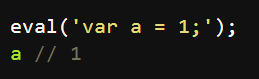 eval('var a = 1;');
a // 1